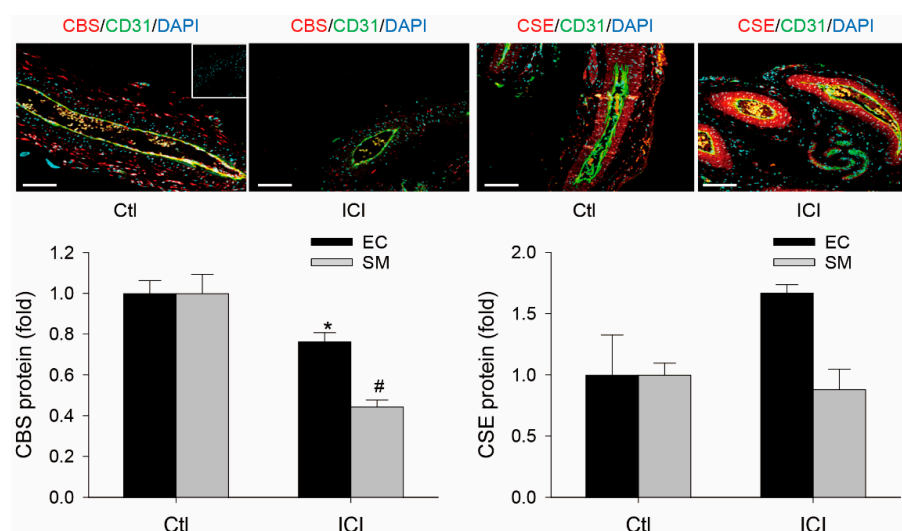 CBS/CD31/DAPI CBS/CD31/DAPI CSE/CD31/DAPI CSE/CD31/DAPI
Ctl ICI Ctl ICI
CBS protein (fold)
1.2
1.0
0.8
0.6
0.4
0.2
0.0
EC
SM
*
#
Ctl ICI
CSE protein (fold)
2.0
1.5
1.0
0.5
0.0
EC
SM
Ctl ICI